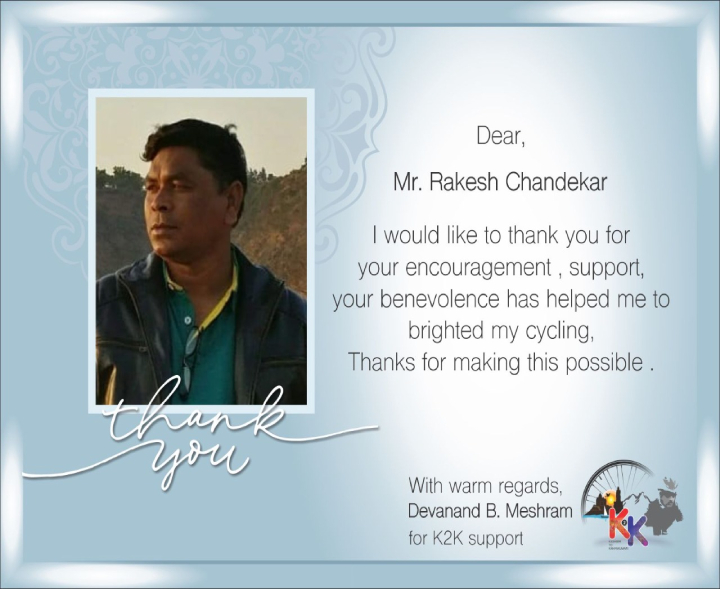 Dear,
Mr. Rakesh Chandekar
I would like to thank you for
your encouragement , support,
your benevolence has helped me to
brighted my cycling,
Thanks for making this possible .
thank
you
With warm regards,
Devanand B. Meshram
for K2K support
K2K